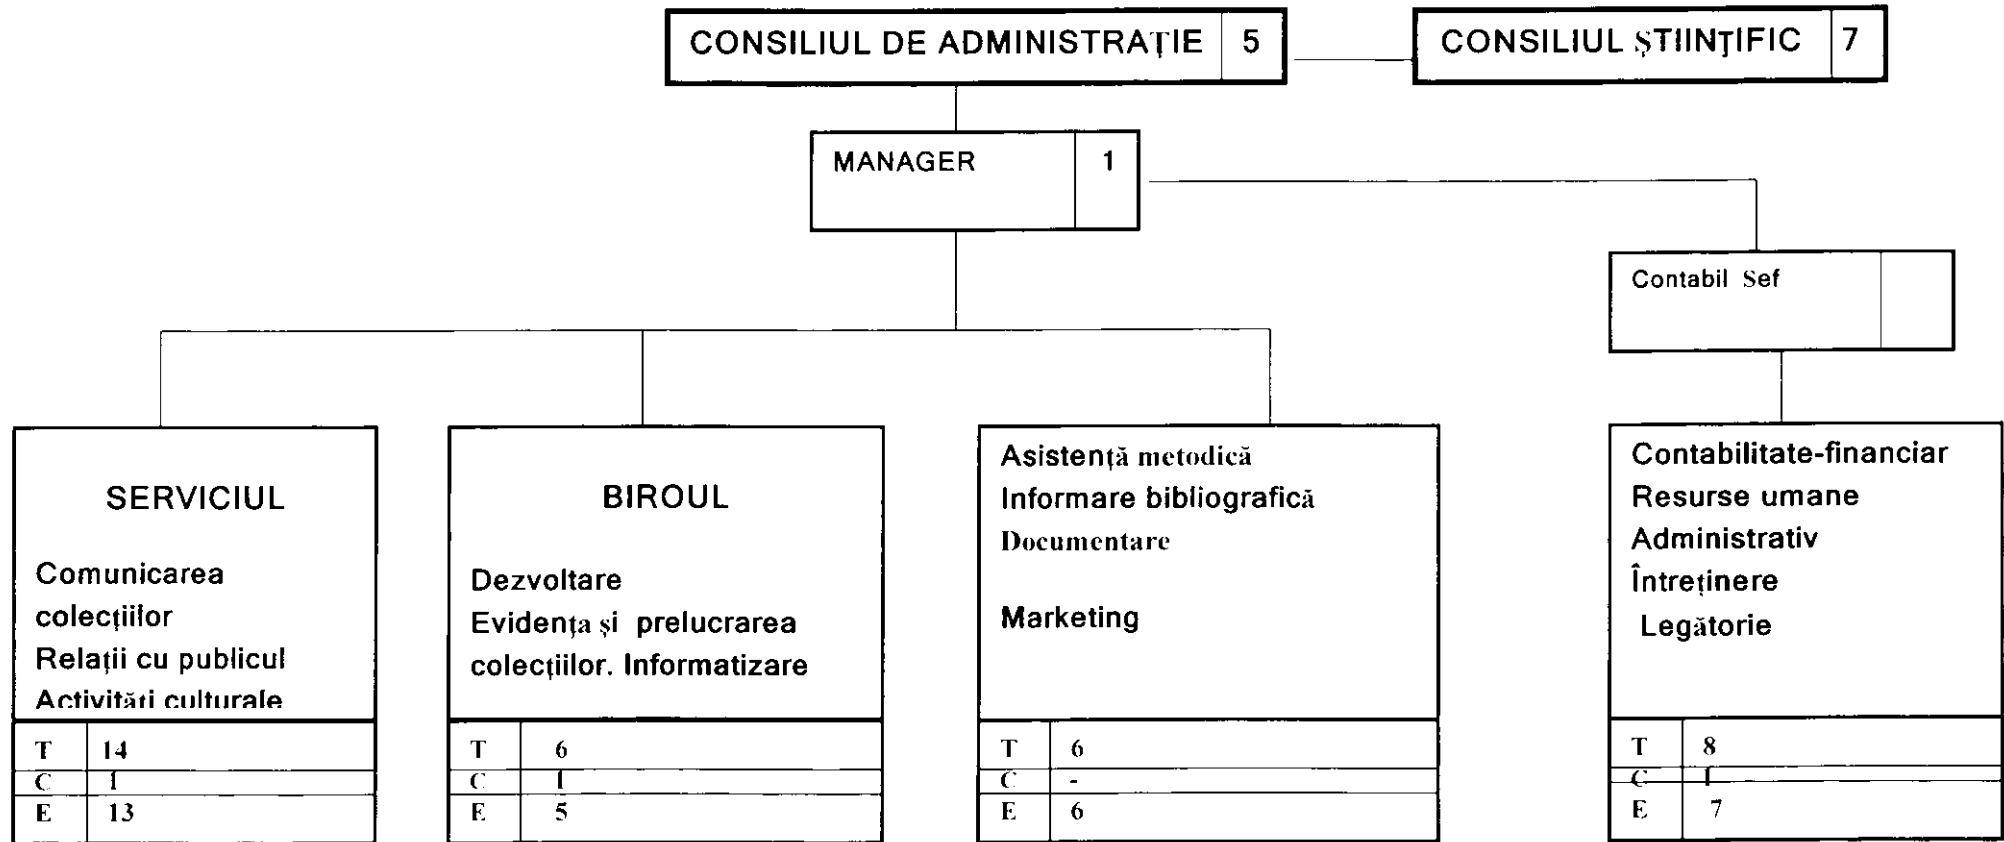 CONSILIUL DE ADMINISTRAȚIE 5
CONSILIUL ȘTIINȚIFIC 7
MANAGER 1
Contabil Sef
SERVICIUL
Comunicarea
colecțiilor
Relații cu publicul
Activități culturale
T 14
C 1
E 13
BIROUL
Dezvoltare
Evidența și prelucrarea
colecțiilor. Informatizare
T 6
C 1
E 5
Asistență metodică
Informare bibliografică
Documentare
Marketing
T 6
C -
E 6
Contabilitate-financiar
Resurse umane
Administrativ
Întreținere
Legătorie
T 8
C 1
E 7